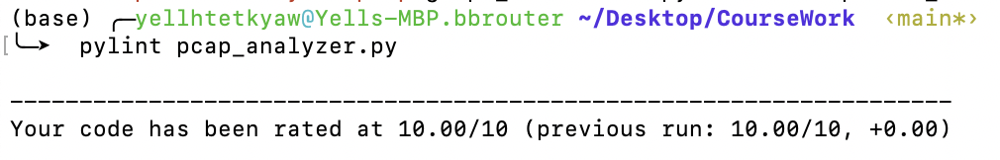 (base) ╭─yellhtetkyaw@Yells-MBP.bbrouter ~/Desktop/CourseWork ‹main*›
[╰─➤ pylint pcap_analyzer.py
--------------------------------------------------------------------
Your code has been rated at 10.00/10 (previous run: 10.00/10, +0.00)